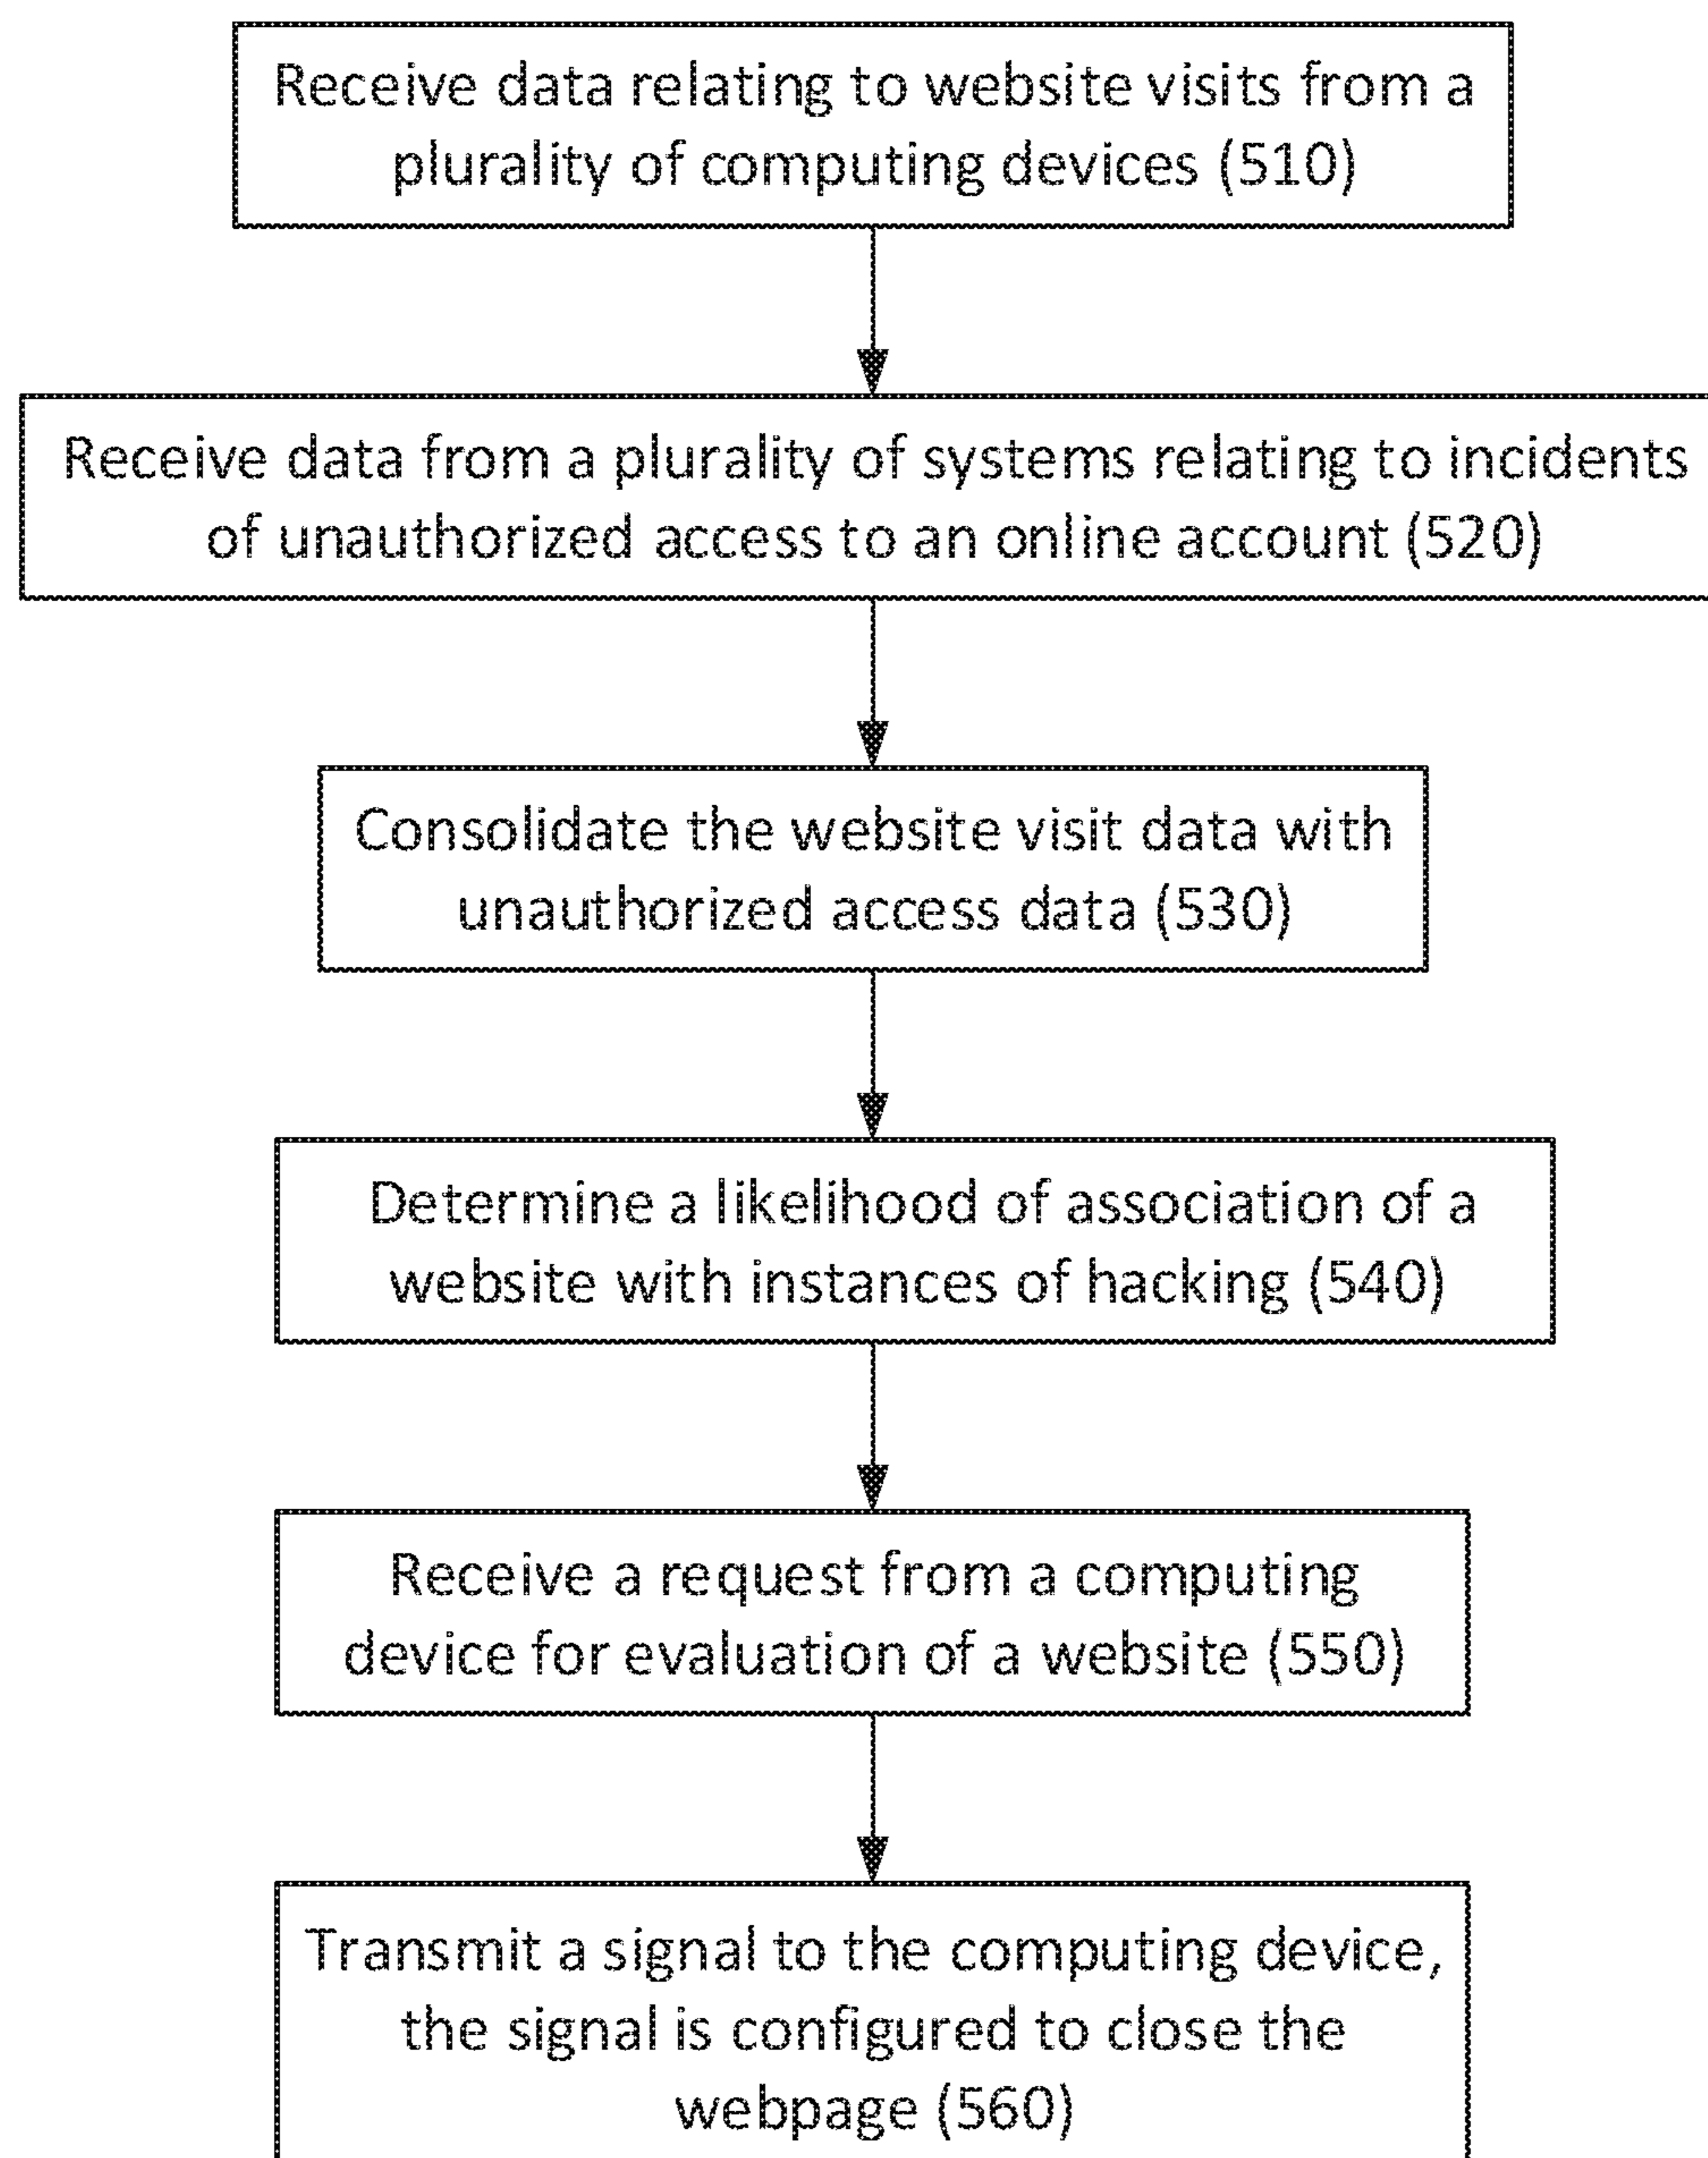 Receive data relating to website visits from a
plurality of computing devices (510)
Receive data from a plurality of systems relating to incidents
of unauthorized access to an online account (520)
Consolidate the website visit data with
unauthorized access data (530)
Determine a likelihood of association of a
website with instances of hacking (540)
Receive a request from a computing
device for evaluation of a website (550)
Transmit a signal to the computing device,
the signal is configured to close the
webpage (560)